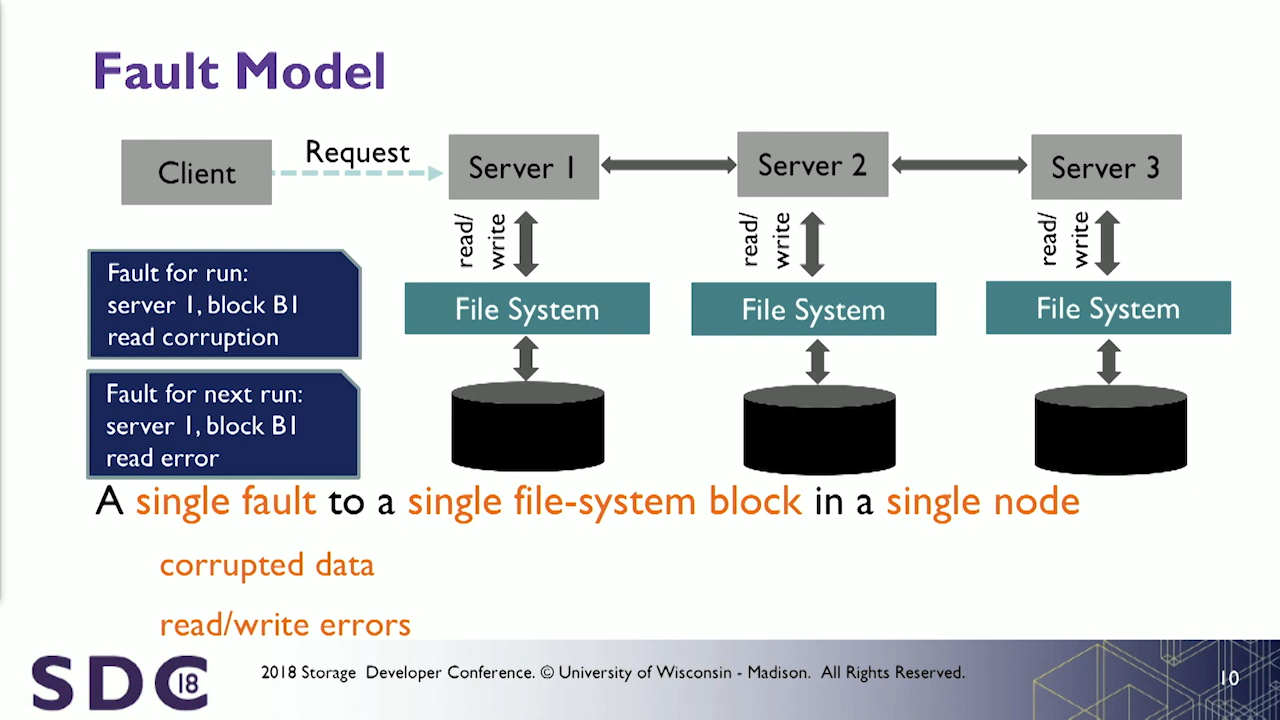 Fault Model
Client
Request
Server 1
Server 2
Server 3
read/
write
read/
write
read/
write
Fault for run:
server 1, block B1
read corruption
File System
File System
File System
Fault for next run:
server 1, block B1
read error
A single fault to a single file-system block in a single node
corrupted data
read/write errors
SDC 18
2018 Storage Developer Conference. © University of Wisconsin - Madison. All Rights Reserved.
10